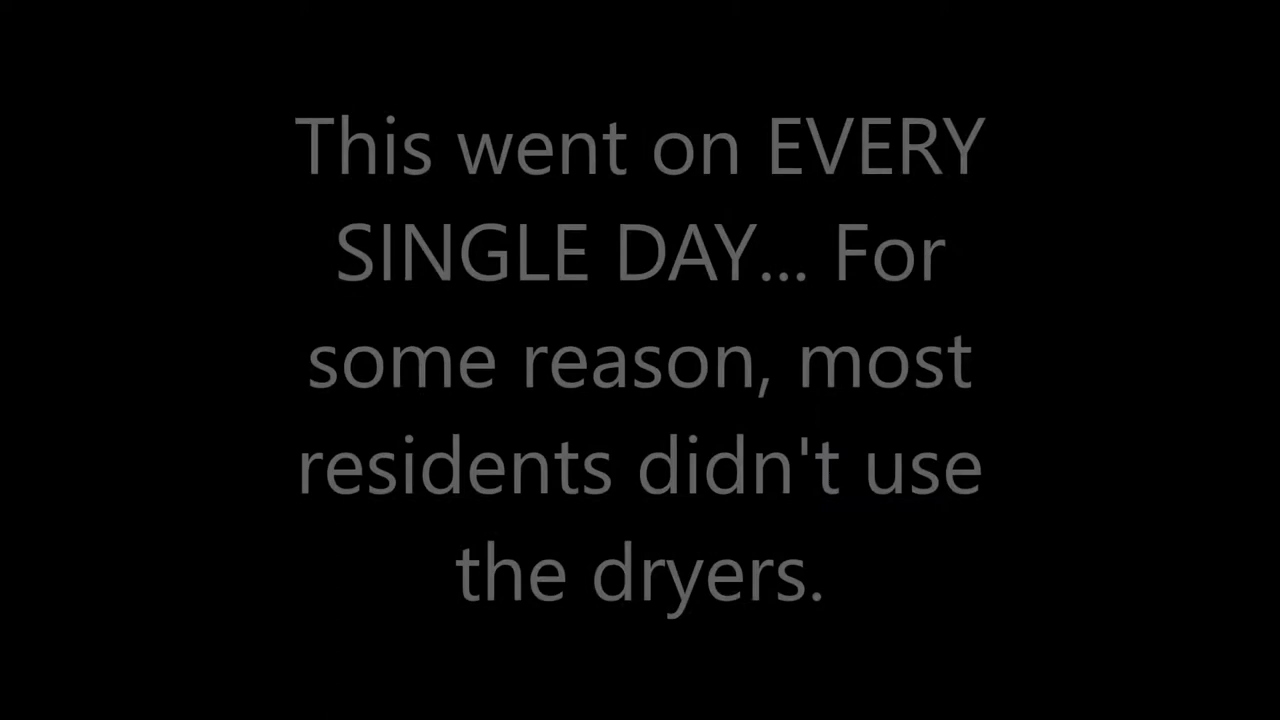 This went on EVERY
SINGLE DAY... For
some reason, most
residents didn't use
the dryers.